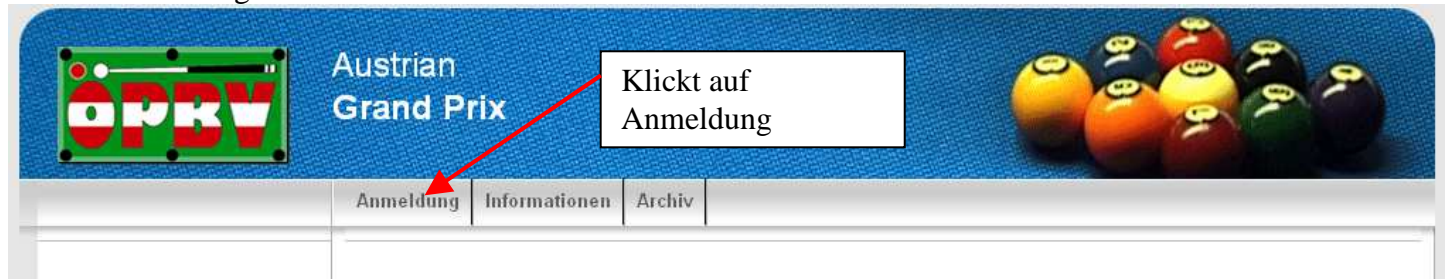 ÖPBV
Austrian
Grand Prix
Klickt auf
Anmeldung
Anmeldung Informationen Archiv